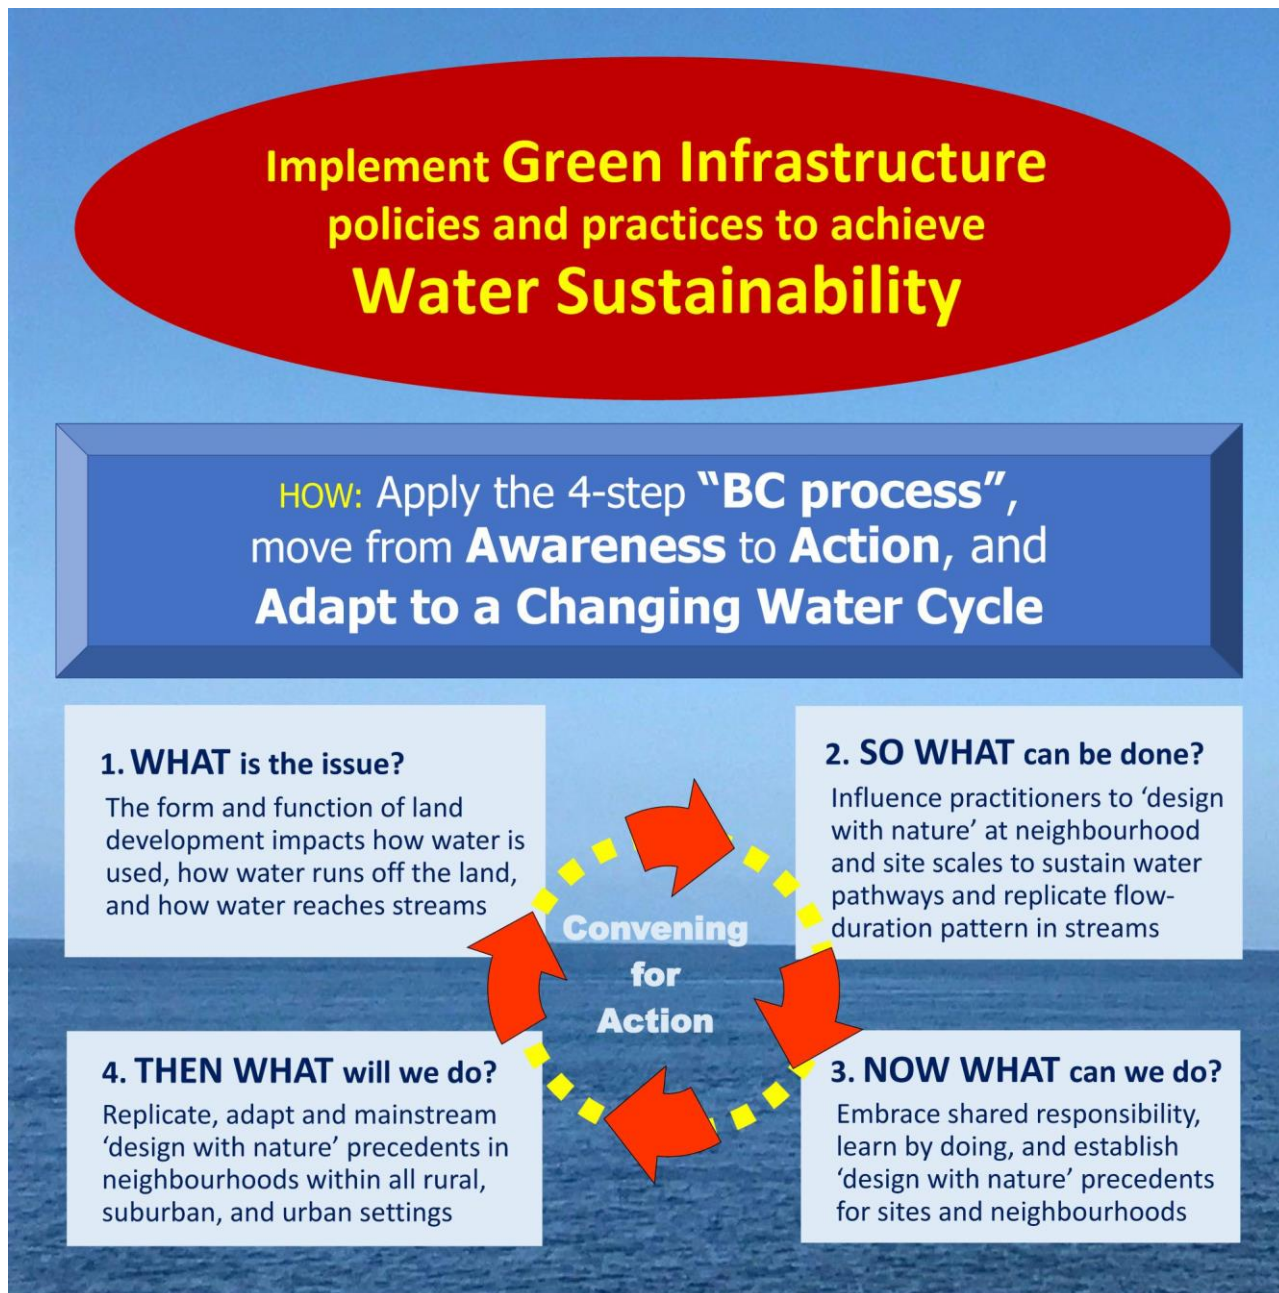 Implement Green Infrastructure
policies and practices to achieve
Water Sustainability
HOW: Apply the 4-step “BC process”,
move from Awareness to Action, and
Adapt to a Changing Water Cycle
1. WHAT is the issue?
The form and function of land
development impacts how water is
used, how water runs off the land,
and how water reaches streams
2. SO WHAT can be done?
Influence practitioners to ‘design
with nature’ at neighbourhood
and site scales to sustain water
pathways and replicate flow-
duration pattern in streams
Convening
for
Action
3. NOW WHAT can we do?
Embrace shared responsibility,
learn by doing, and establish
‘design with nature’ precedents
for sites and neighbourhoods
4. THEN WHAT will we do?
Replicate, adapt and mainstream
‘design with nature’ precedents in
neighbourhoods within all rural,
suburban, and urban settings